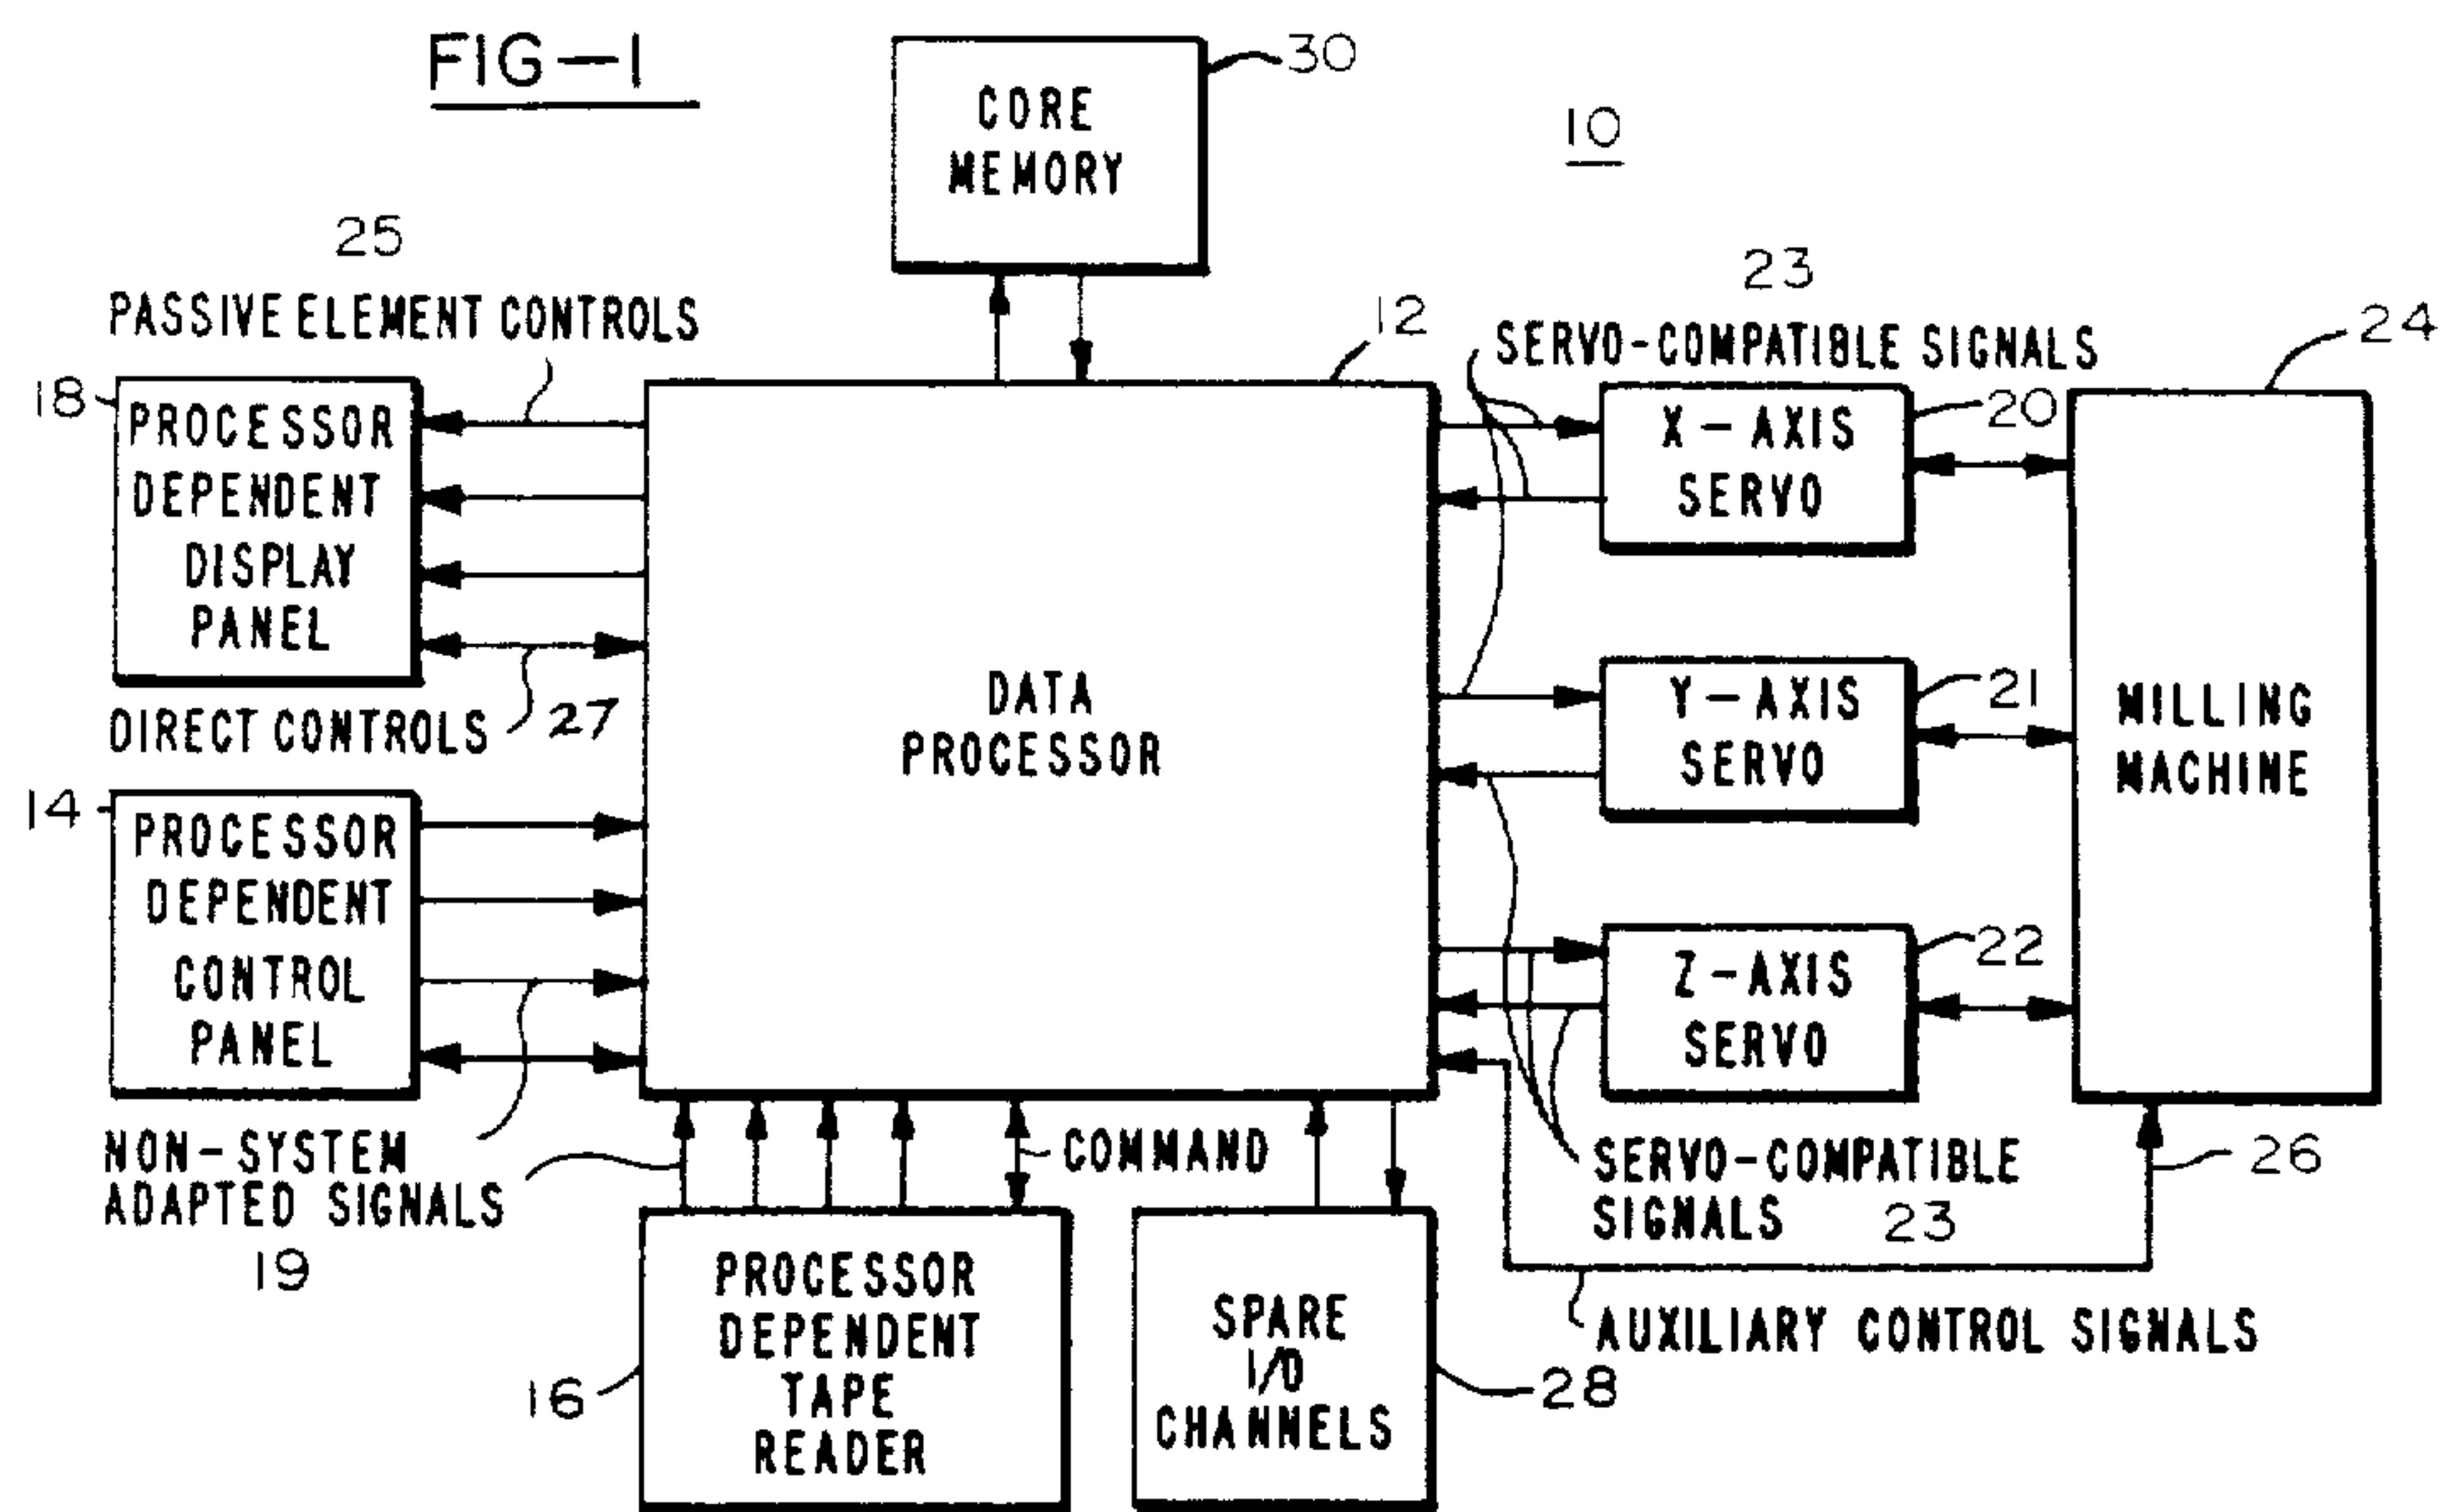 FIG-1
CORE
MEMORY
30
10
25
PASSIVE ELEMENT CONTROLS
18
PROCESSOR
DEPENDENT
DISPLAY
PANEL
DIRECT CONTROLS 27
14
PROCESSOR
DEPENDENT
CONTROL
PANEL
NON-SYSTEM
ADAPTED SIGNALS
19
12
DATA
PROCESSOR
COMMAND
16
PROCESSOR
DEPENDENT
TAPE
READER
SPARE
I/O
CHANNELS
28
23
SERVO-COMPATIBLE SIGNALS
X-AXIS
SERVO
20
Y-AXIS
SERVO
21
Z-AXIS
SERVO
22
24
MILLING
MACHINE
SERVO-COMPATIBLE
SIGNALS 23
26
AUXILIARY CONTROL SIGNALS